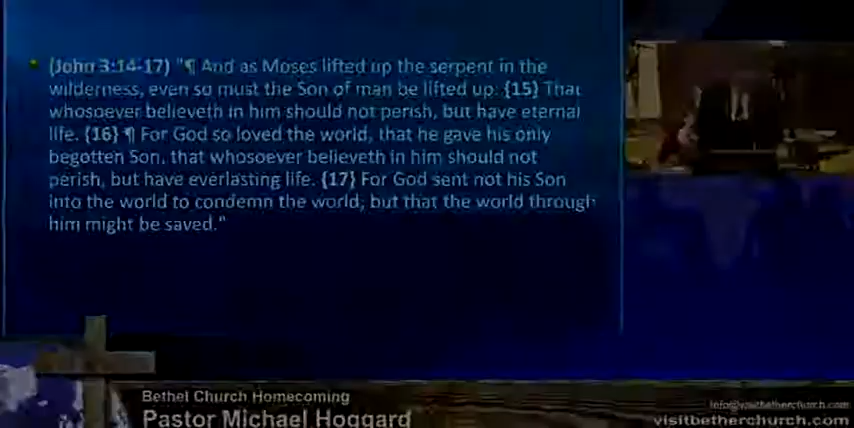 • (John 3:14-17) "¶ And as Moses lifted up the serpent in the
wilderness, even so must the Son of man be lifted up: {15} That
whosoever believeth in him should not perish, but have eternal
life. {16} ¶ For God so loved the world, that he gave his only
begotten Son, that whosoever believeth in him should not
perish, but have everlasting life. {17} For God sent not his Son
into the world to condemn the world; but that the world through
him might be saved."
Bethel Church Homecoming
Pastor Michael Hoggard
visitbetherchurch.com